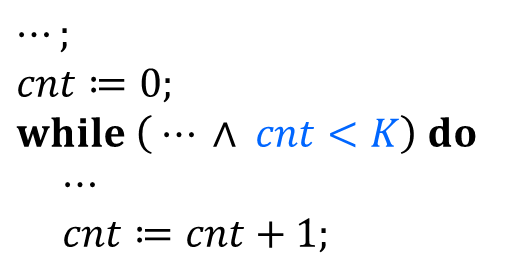 ⋯ ;
cnt ≔ 0;
while ( ⋯ ∧ cnt < K) do
⋯
cnt ≔ cnt + 1;